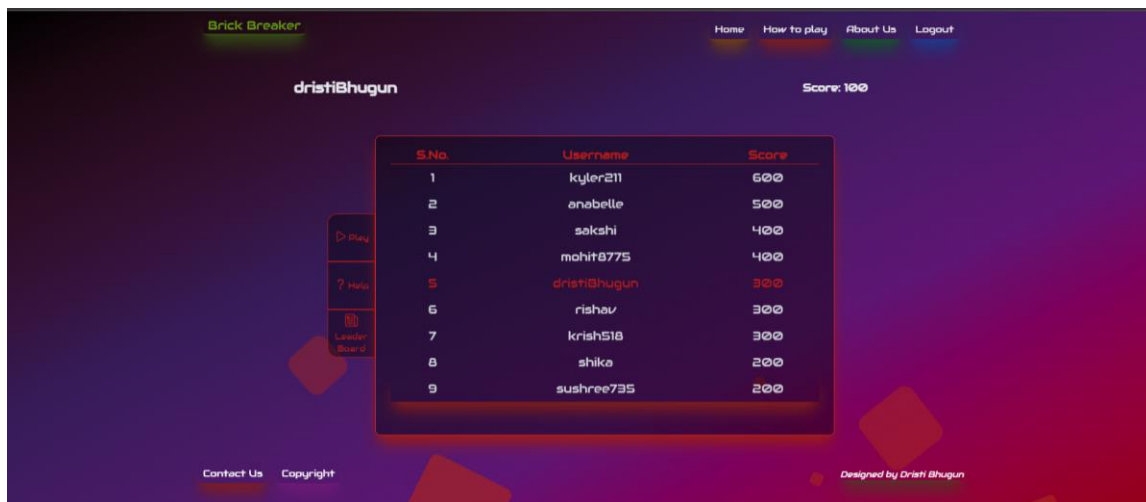 Brick Breaker
Home How to play About Us Logout
dristiBhugun Score: 100
S.No. Username Score
1 kyler211 600
2 anabelle 500
3 sakshi 400
4 mohit8775 400
5 dristiBhugun 300
6 rishav 300
7 krish518 300
8 shika 200
9 sushree735 200
Play
? Help
Leader
Board
Contact Us Copyright Designed by Dristi Bhugun